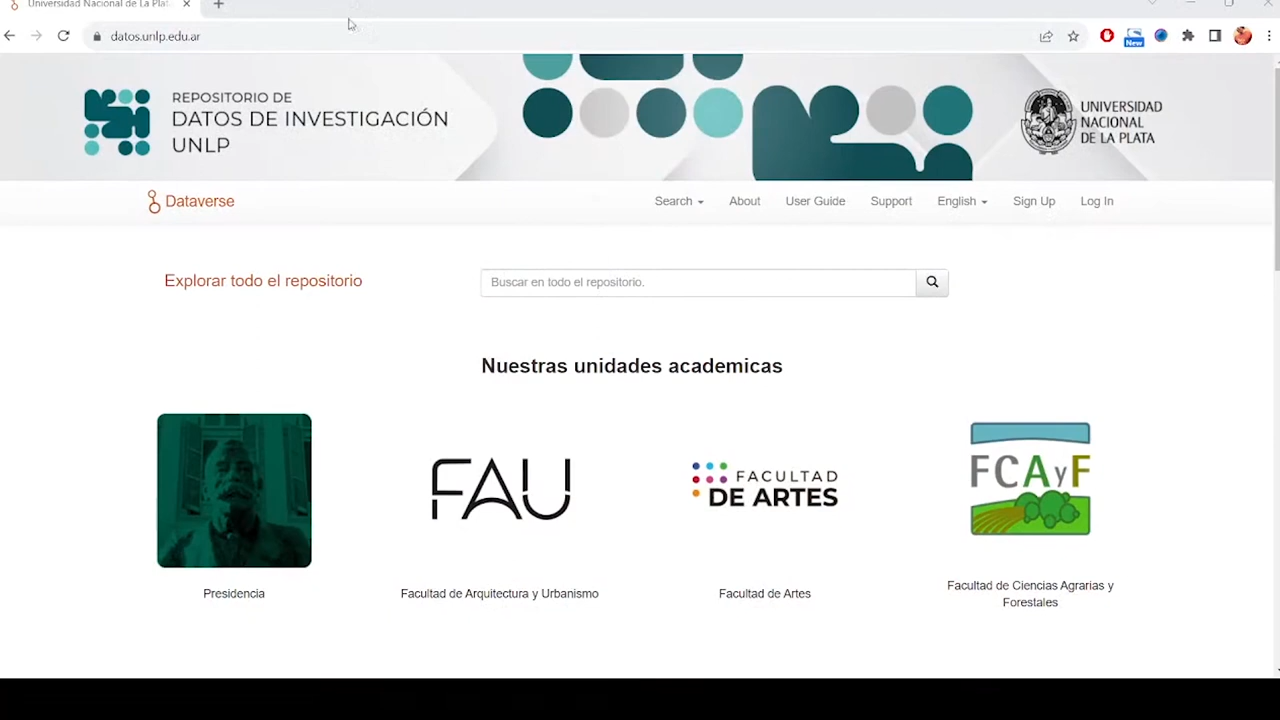 Universidad Nacional de La Plat
datos.unlp.edu.ar
New
REPOSITORIO DE
DATOS DE INVESTIGACIÓN
UNLP
UNIVERSIDAD
NACIONAL
DE LA PLATA
Dataverse
Search
About
User Guide
Support
English
Sign Up
Log In
Explorar todo el repositorio
Buscar en todo el repositorio.
Nuestras unidades academicas
FAU
FACULTAD
DE ARTES
FCAyF
Presidencia
Facultad de Arquitectura y Urbanismo
Facultad de Artes
Facultad de Ciencias Agrarias y
Forestales